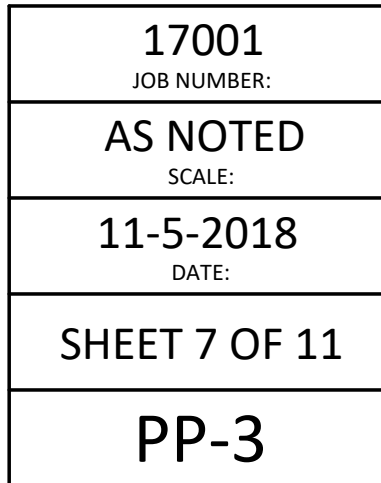 17001
JOB NUMBER:
AS NOTED
SCALE:
11-5-2018
DATE:
SHEET 7 OF 11
PP-3